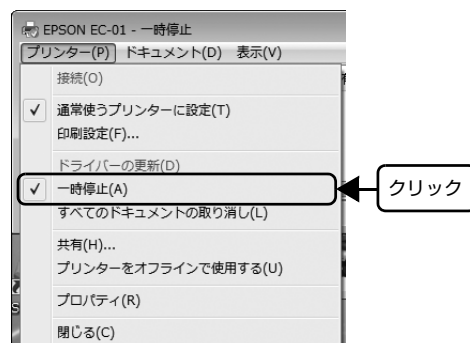 EPSON EC-01 - 一時停止
プリンター(P) ドキュメント(D) 表示(V)
接続(O)
✓ 通常使うプリンターに設定(T)
印刷設定(F)...
ドライバーの更新(D)
✓ 一時停止(A)
クリック
すべてのドキュメントの取り消し(L)
共有(H)...
プリンターをオフラインで使用する(U)
プロパティ(R)
閉じる(C)